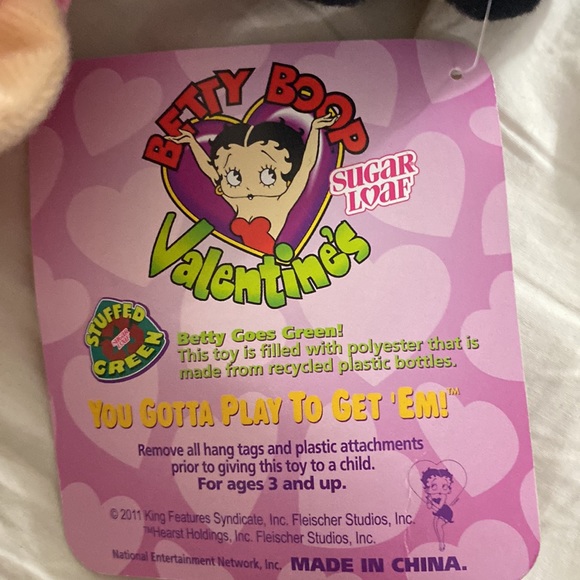 BETTY BOOP
SUGAR
LOAF
Valentine's
STUFFED
GREEN
Betty Goes Green!
This toy is filled with polyester that is
made from recycled plastic bottles.
YOU GOTTA PLAY TO GET 'EM!™
Remove all hang tags and plastic attachments
prior to giving this toy to a child.
For ages 3 and up.
© 2011 King Features Syndicate, Inc. Fleischer Studios, Inc.
™Hearst Holdings, Inc. Fleischer Studios, Inc.
National Entertainment Network, Inc. MADE IN CHINA.